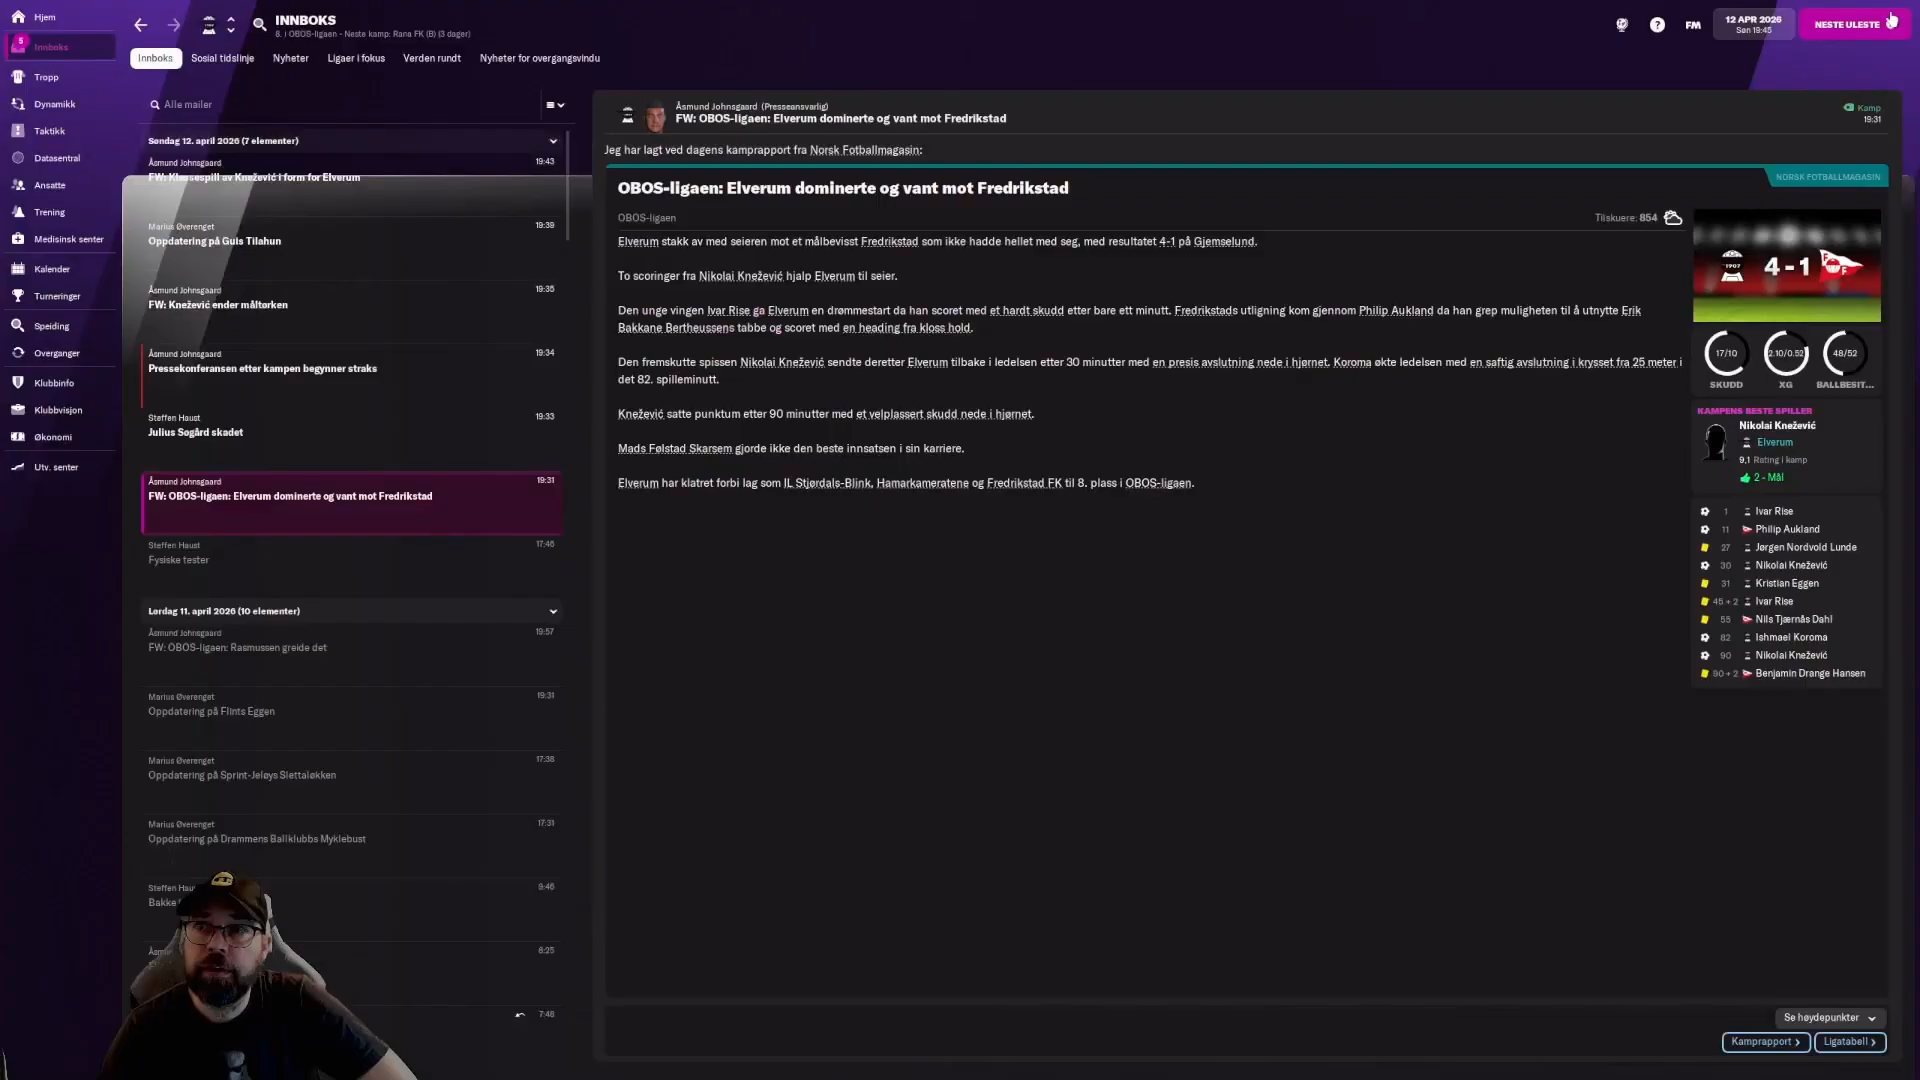 Hjem
5
Innboks
Tropp
Dynamikk
Taktikk
Datasentral
Ansatte
Trening
Medisinsk senter
Kalender
Turneringer
Speiding
Overganger
Klubbinfo
Klubbvisjon
Økonomi
Utv. senter
INNBOKS
8. i OBOS-ligaen - Neste kamp: Rana FK (B) (3 dager)
FM
12 APR 2026
Søn 19:45
NESTE ULESTE
Innboks
Sosial tidslinje
Nyheter
Ligaer i fokus
Verden rundt
Nyheter for overgangsvindu
Alle mailer
Søndag 12. april 2026 (7 elementer)
Åsmund Johnsgaard
19:43
FW: Klassespill av Knežević i form for Elverum
Marius Øverenget
19:39
Oppdatering på Guis Tilahun
Åsmund Johnsgaard
19:35
FW: Knežević ender måltørken
Åsmund Johnsgaard
19:34
Pressekonferansen etter kampen begynner straks
Steffen Haust
19:33
Julius Søgård skadet
Åsmund Johnsgaard
19:31
FW: OBOS-ligaen: Elverum dominerte og vant mot Fredrikstad
Steffen Haust
17:46
Fysiske tester
Lørdag 11. april 2026 (10 elementer)
Åsmund Johnsgaard
19:57
FW: OBOS-ligaen: Rasmussen greide det
Marius Øverenget
19:31
Oppdatering på Flints Eggen
Marius Øverenget
17:38
Oppdatering på Sprint-Jeløys Slettaløkken
Marius Øverenget
17:31
Oppdatering på Drammens Ballklubbs Myklebust
Steffen Hau
9:46
Bakke
Åsm
8:25
7:48
Åsmund Johnsgaard (Presseansvarlig)
FW: OBOS-ligaen: Elverum dominerte og vant mot Fredrikstad
Kamp
19:31
Jeg har lagt ved dagens kamprapport fra Norsk Fotballmagasin:
NORSK FOTBALLMAGASIN
OBOS-ligaen: Elverum dominerte og vant mot Fredrikstad
OBOS-ligaen
Tilskuere: 854
Elverum stakk av med seieren mot et målbevisst Fredrikstad som ikke hadde hellet med seg, med resultatet 4-1 på Gjemselund.
To scoringer fra Nikolai Knežević hjalp Elverum til seier.
Den unge vingen Ivar Rise ga Elverum en drømmestart da han scoret med et hardt skudd etter bare ett minutt. Fredrikstads utligning kom gjennom Philip Aukland da han grep muligheten til å utnytte Erik
Bakkane Bertheussens tabbe og scoret med en heading fra kloss hold.
Den fremskutte spissen Nikolai Knežević sendte deretter Elverum tilbake i ledelsen etter 30 minutter med en presis avslutning nede i hjørnet. Koroma økte ledelsen med en saftig avslutning i krysset fra 25 meter i
det 82. spilleminutt.
Knežević satte punktum etter 90 minutter med et velplassert skudd nede i hjørnet.
Mads Følstad Skarsem gjorde ikke den beste innsatsen i sin karriere.
Elverum har klatret forbi lag som IL Stjørdals-Blink, Hamarkameratene og Fredrikstad FK til 8. plass i OBOS-ligaen.
1907
4 - 1
17/10
2.10/0.52
48/52
SKUDD
XG
BALLBESIT...
KAMPENS BESTE SPILLER
Nikolai Knežević
Elverum
9,1 Rating i kamp
2 - Mål
1 Ivar Rise
11 Philip Aukland
27 Jørgen Nordvold Lunde
30 Nikolai Knežević
31 Kristian Eggen
45 + 2 Ivar Rise
55 Nils Tjærnås Dahl
82 Ishmael Koroma
90 Nikolai Knežević
90 + 2 Benjamin Drange Hansen
Se høydepunkter
Kamprapport
Ligatabell